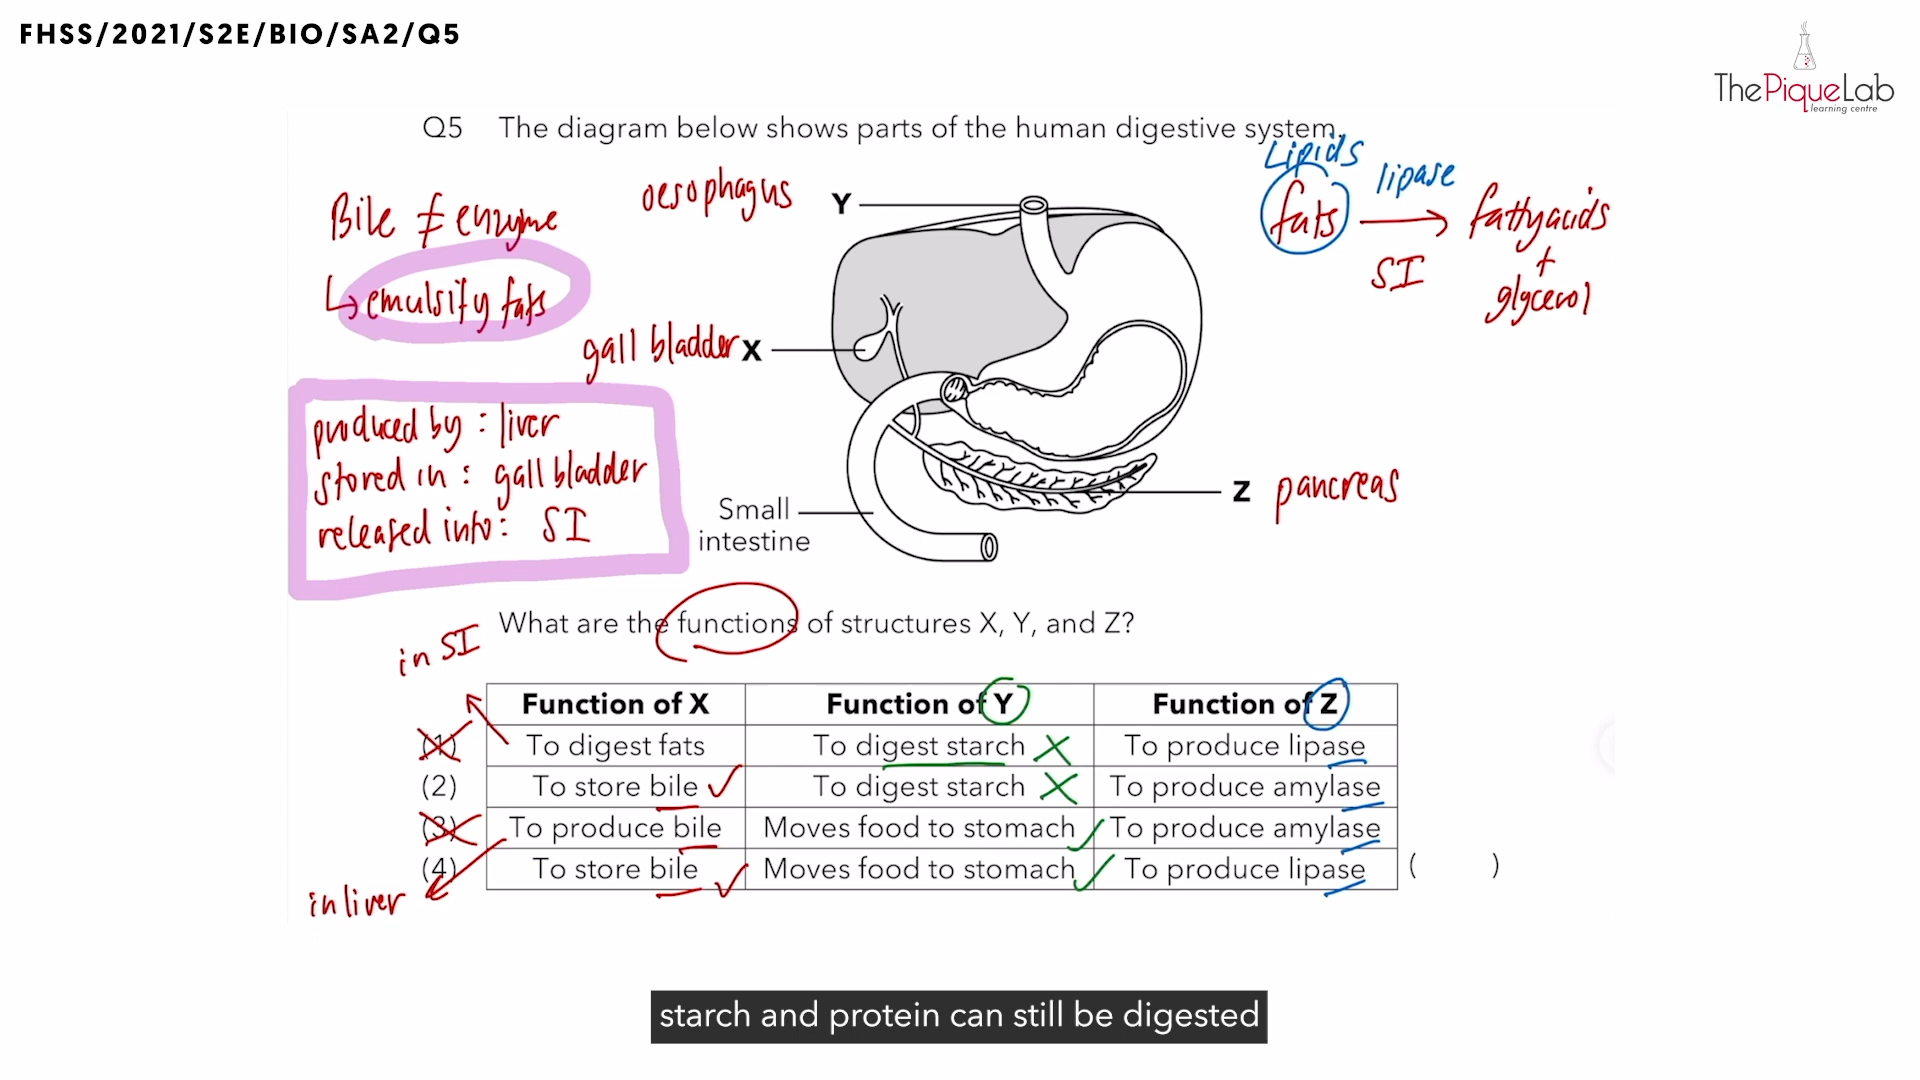 FHSS/2021/S2E/BIO/SA2/Q5
ThePiqueLab
learning centre
Q5 The diagram below shows parts of the human digestive system.
Lipids
lipase
fats → fatty acids
+
glycerol
SI
Bile ≠ enzyme
↳ emulsify fats
oesophagus Y
gall bladder X
produced by : liver
stored in : gall bladder
released into : SI
Small
intestine
Z pancreas
What are the functions of structures X, Y, and Z?
in SI
Function of X Function of Y Function of Z
(1) To digest fats To digest starch To produce lipase
(2) To store bile To digest starch To produce amylase
(3) To produce bile Moves food to stomach To produce amylase
(4) To store bile Moves food to stomach To produce lipase ( )
in liver
starch and protein can still be digested